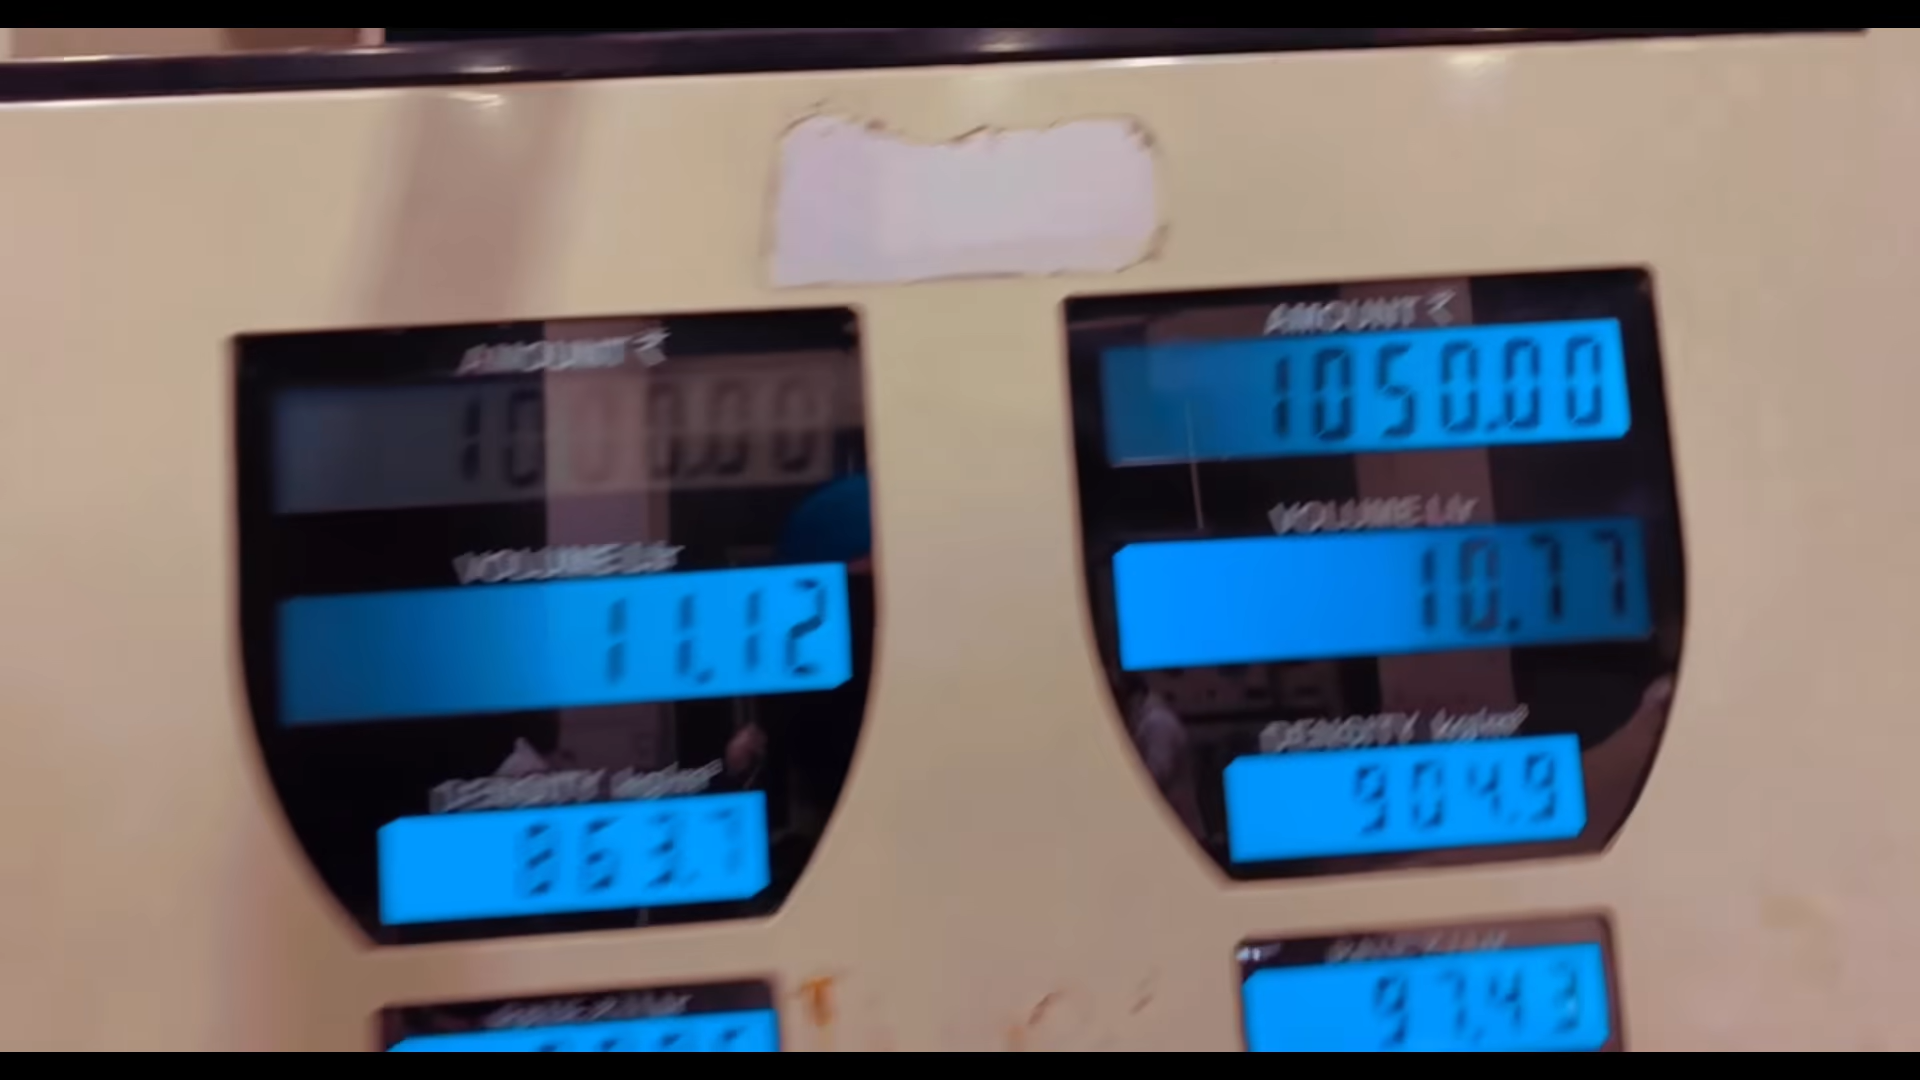 AMOUNT ₹
1000.00
VOLUME Ltr
11.12
DENSITY kg/m³
863.7
AMOUNT ₹
1050.00
VOLUME Ltr
10.77
DENSITY kg/m³
904.9
97.43